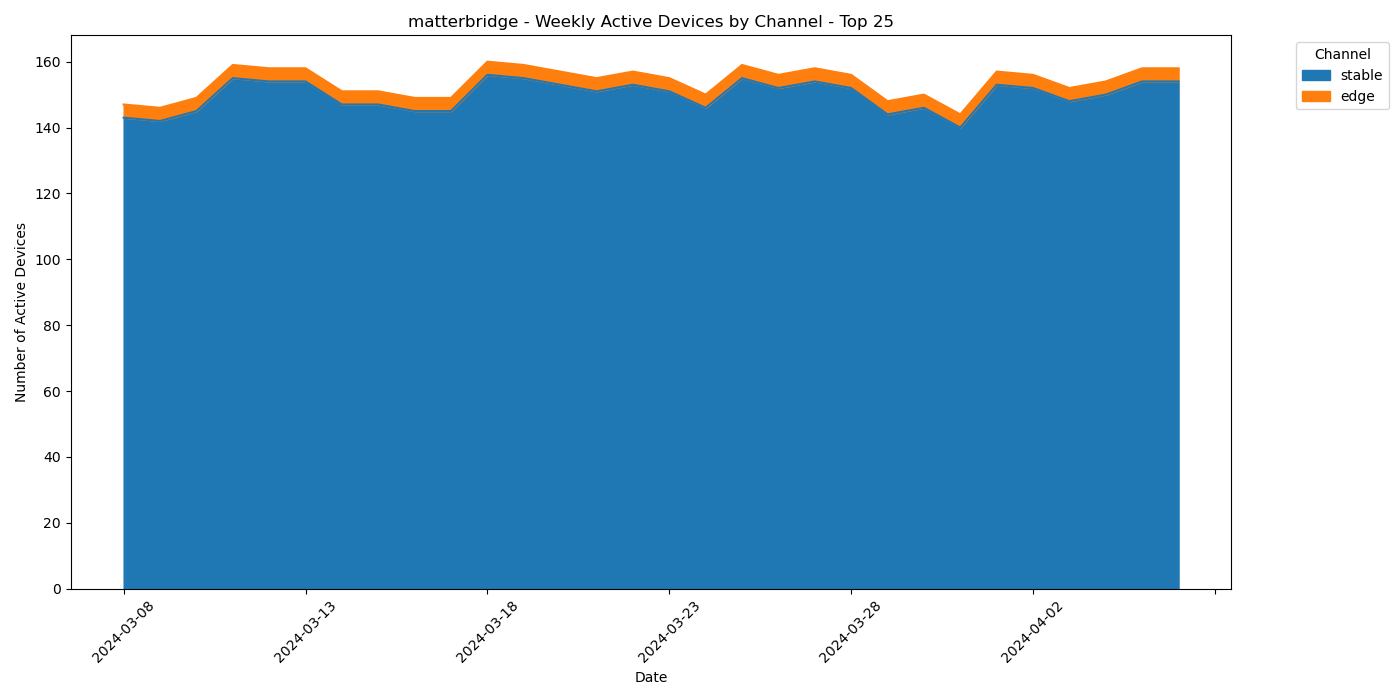 matterbridge - Weekly Active Devices by Channel - Top 25
Channel
stable
edge
Number of Active Devices
160
140
120
100
80
60
40
20
0
2024-03-08
2024-03-13
2024-03-18
2024-03-23
2024-03-28
2024-04-02
Date